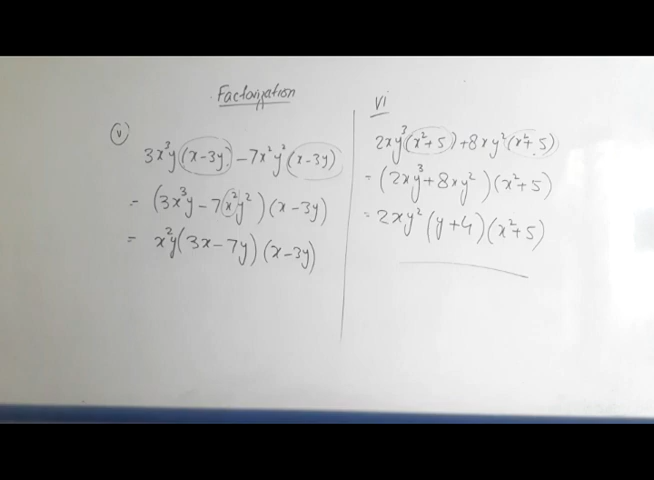 Factorization
(v)
3x³y(x-3y) - 7x²y²(x-3y)
= (3x³y - 7x²y²)(x-3y)
= x²y(3x-7y)(x-3y)
vi
2xy³(x²+5) + 8xy²(x²+5)
= (2xy³ + 8xy²)(x²+5)
= 2xy²(y+4)(x²+5)